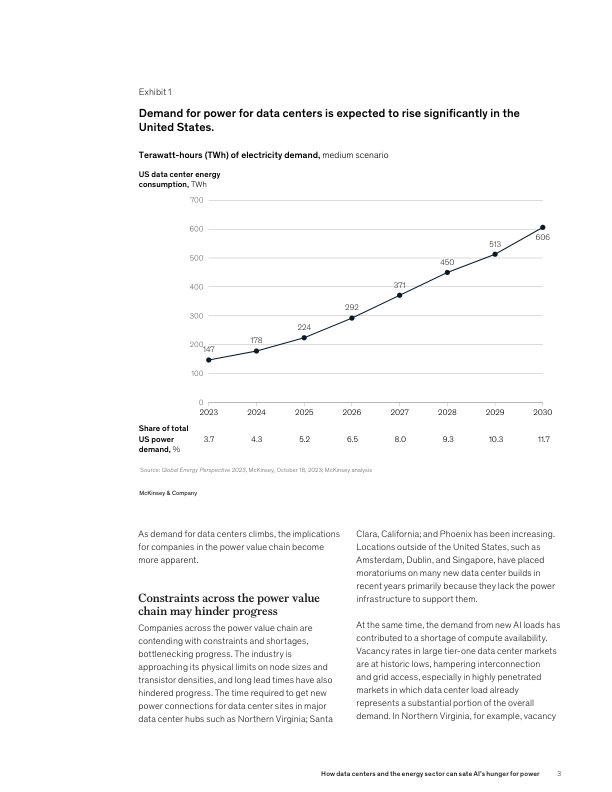 Exhibit 1
Demand for power for data centers is expected to rise significantly in the
United States.
Terawatt-hours (TWh) of electricity demand, medium scenario
US data center energy
consumption, TWh
700
600
500
400
300
200
100
0
147
178
224
292
371
450
513
606
2023 2024 2025 2026 2027 2028 2029 2030
Share of total
US power
demand, %
3.7 4.3 5.2 6.5 8.0 9.3 10.3 11.7
Source: Global Energy Perspective 2023, McKinsey, October 18, 2023; McKinsey analysis
McKinsey & Company
As demand for data centers climbs, the implications
for companies in the power value chain become
more apparent.
Constraints across the power value
chain may hinder progress
Companies across the power value chain are
contending with constraints and shortages,
bottlenecking progress. The industry is
approaching its physical limits on node sizes and
transistor densities, and long lead times have also
hindered progress. The time required to get new
power connections for data center sites in major
data center hubs such as Northern Virginia; Santa
Clara, California; and Phoenix has been increasing.
Locations outside of the United States, such as
Amsterdam, Dublin, and Singapore, have placed
moratoriums on many new data center builds in
recent years primarily because they lack the power
infrastructure to support them.
At the same time, the demand from new AI loads has
contributed to a shortage of compute availability.
Vacancy rates in large tier-one data center markets
are at historic lows, hampering interconnection
and grid access, especially in highly penetrated
markets in which data center load already
represents a substantial portion of the overall
demand. In Northern Virginia, for example, vacancy
How data centers and the energy sector can sate AI's hunger for power 3